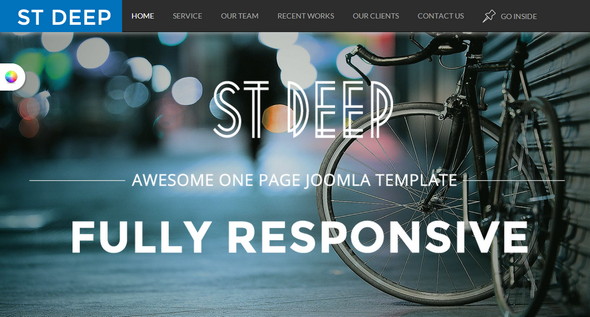 ST DEEP
HOME SERVICE OUR TEAM RECENT WORKS OUR CLIENTS CONTACT US GO INSIDE
ST DEEP
AWESOME ONE PAGE JOOMLA TEMPLATE
FULLY RESPONSIVE